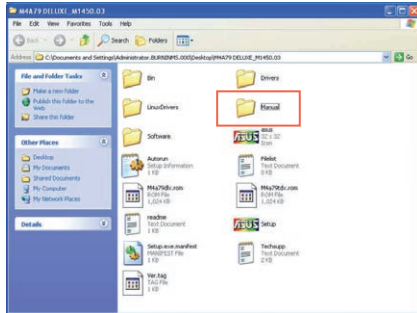 M4A79 DELUXE_M1450.03
File Edit View Favorites Tools Help
Back Search Folders
Address C:\Documents and Settings\Administrator.BURNINMS.000\Desktop\M4A79 DELUXE_M1450.03 Go
File and Folder Tasks
Make a new folder
Publish this folder to the Web
Share this folder
Other Places
Desktop
My Documents
Shared Documents
My Computer
My Network Places
Details
Bin
Drivers
LinuxDrivers
Manual
Software
ASUS
asus
32 x 32
Icon
Autorun
Setup Information
1 KB
Filelist
Text Document
M4a79dlx.rom
ROM File
1,024 KB
M4a79tdx.rom
ROM File
1,024 KB
readme
Text Document
1 KB
ASUS
Setup
Setup.exe.manifest
MANIFEST File
1 KB
Techsupp
Text Document
2 KB
Ver.tag
TAG File
1 KB